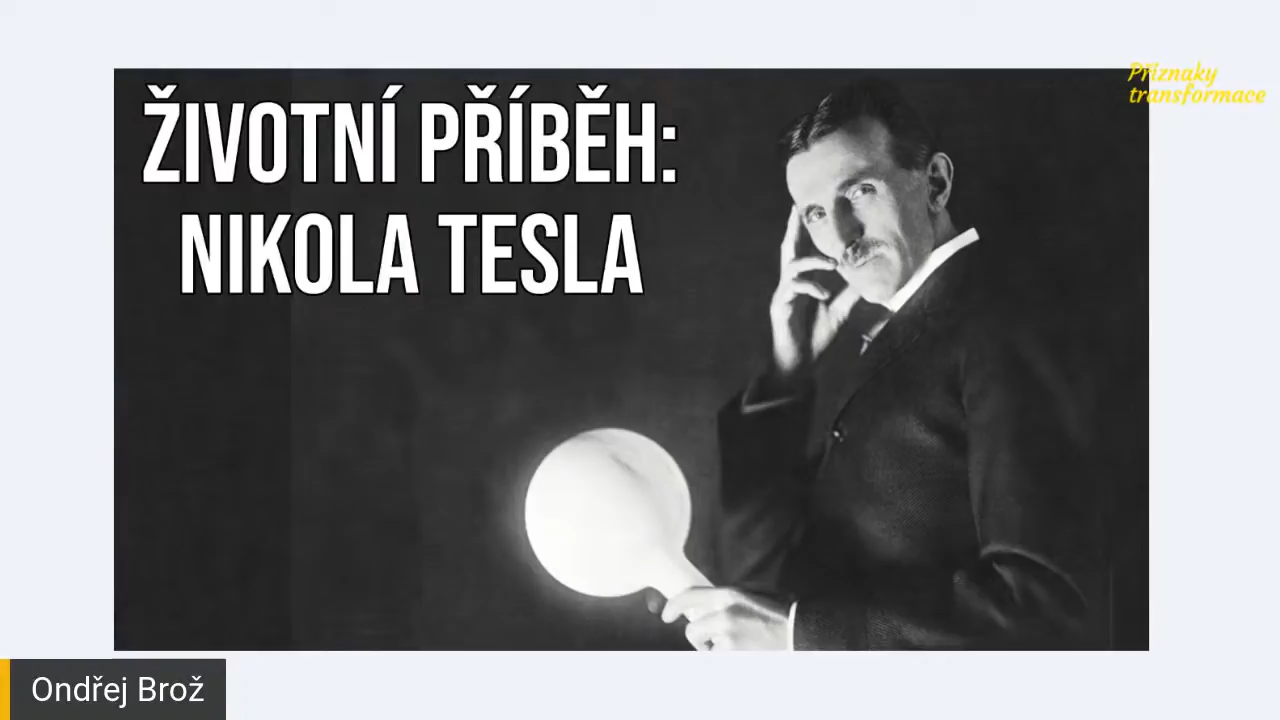 ŽIVOTNÍ PŘÍBĚH:
NIKOLA TESLA
Příznaky
transformace
Ondřej Brož